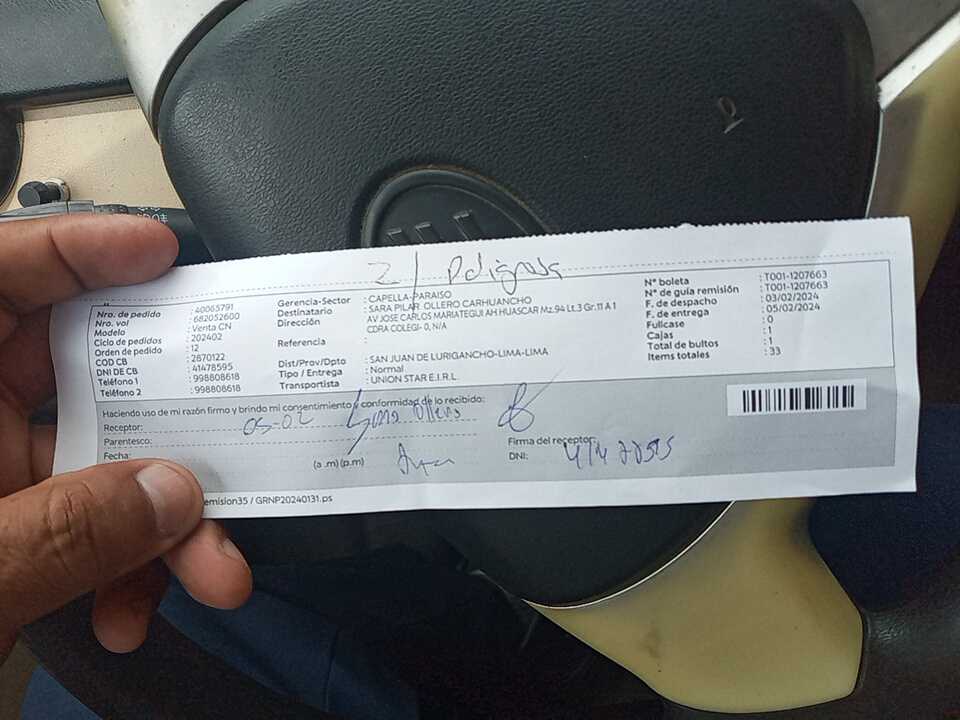 2 / Peligrosa
Nro. de pedido : 40065791
Nro. vol : 682052600
Modelo : Venta CN
Ciclo de pedidos : 202402
Orden de pedido : 12
COD CB : 2870122
DNI DE CB : 41478595
Teléfono 1 : 998808618
Teléfono 2 : 998808618
Gerencia-Sector : CAPELLA-PARAISO
Destinatario : SARA PILAR OLLERO CARHUANCHO
Dirección : AV JOSE CARLOS MARIATEGUI AH.HUASCAR Mz.94 Lt.3 Gr.11 A 1
CDRA COLEGI- 0, N/A
Referencia :
Dist/Prov/Dpto : SAN JUAN DE LURIGANCHO-LIMA-LIMA
Tipo / Entrega : Normal
Transportista : UNION STAR E.I.R.L.
N° boleta : T001-1207663
N° de guía remisión : T001-1207663
F. de despacho : 03/02/2024
F. de entrega : 05/02/2024
Fullcase : 0
Cajas : 1
Total de bultos : 1
Items totales : 33
Haciendo uso de mi razón firmo y brindo mi consentimiento y conformidad de lo recibido:
Receptor: 05-02 Sara Ollero
Parentesco:
Fecha: (a .m) (p.m)
Firma del receptor:
DNI:
emision35 / GRNP20240131.ps